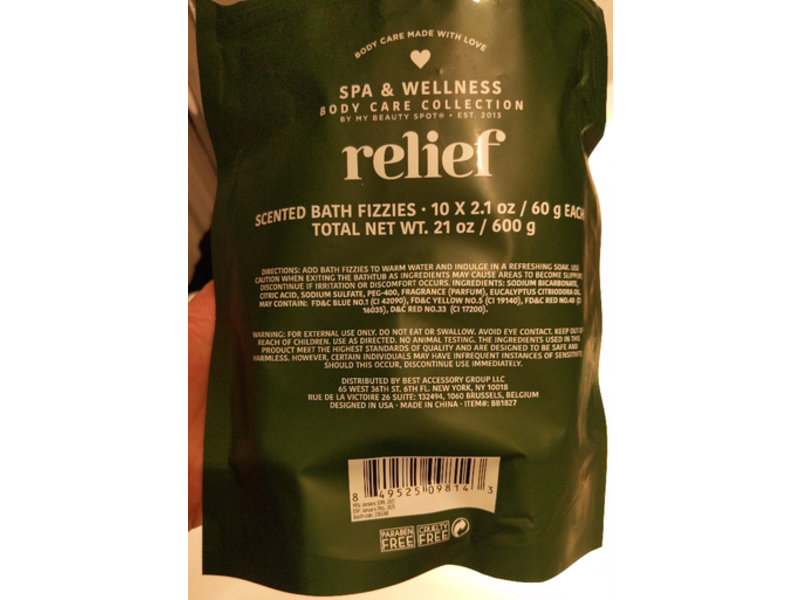 BODY CARE MADE WITH LOVE
SPA & WELLNESS
BODY CARE COLLECTION
BY MY BEAUTY SPOT® • EST. 2013
relief
SCENTED BATH FIZZIES · 10 X 2.1 oz / 60 g EACH
TOTAL NET WT. 21 oz / 600 g
DIRECTIONS: ADD BATH FIZZIES TO WARM WATER AND INDULGE IN A REFRESHING SOAK. USE
CAUTION WHEN EXITING THE BATHTUB AS INGREDIENTS MAY CAUSE AREAS TO BECOME
DISCONTINUE IF IRRITATION OR DISCOMFORT OCCURS. INGREDIENTS: SODIUM BICARBONATE,
CITRIC ACID, SODIUM SULFATE, PEG-400, FRAGRANCE (PARFUM), EUCALYPTUS CITRIODORA OIL.
MAY CONTAIN: FD&C BLUE NO.1 (CI 42090), FD&C YELLOW NO.5 (CI 19140), FD&C RED NO.40 (CI
16035), D&C RED NO.33 (CI 17200).
WARNING: FOR EXTERNAL USE ONLY. DO NOT EAT OR SWALLOW. AVOID EYE CONTACT. KEEP OUT OF
REACH OF CHILDREN. USE AS DIRECTED. NO ANIMAL TESTING. THE INGREDIENTS USED IN THIS
PRODUCT MEET THE HIGHEST STANDARDS OF QUALITY AND ARE DESIGNED TO BE SAFE AND
HARMLESS. HOWEVER, CERTAIN INDIVIDUALS MAY HAVE INFREQUENT INSTANCES OF
SHOULD THIS OCCUR, DISCONTINUE USE IMMEDIATELY.
DISTRIBUTED BY BEST ACCESSORY GROUP LLC
65 WEST 36TH ST. 6TH FL. NEW YORK, NY 10018
RUE DE LA VICTOIRE 26 SUITE: 132494, 1060 BRUSSELS, BELGIUM
DESIGNED IN USA · MADE IN CHINA · ITEM#: BB1827
8 49525 09814 3
PARABEN FREE
CRUELTY FREE